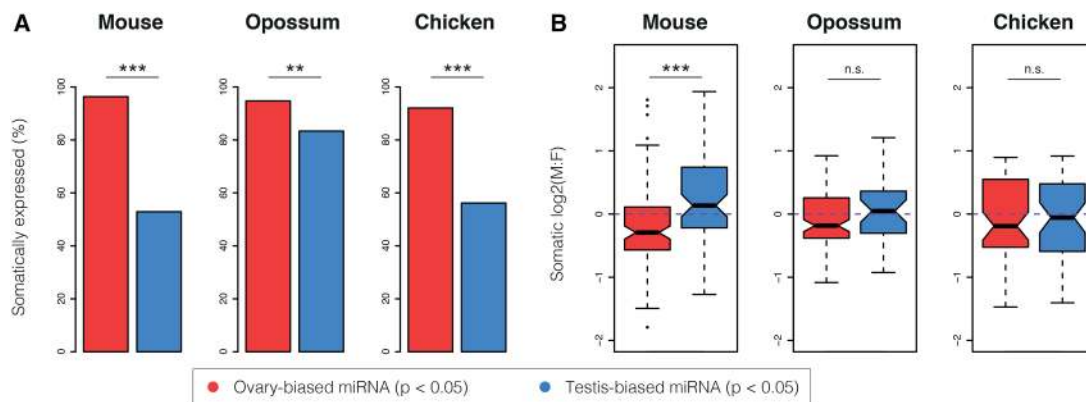 A
Mouse
Opossum
Chicken
***
**
***
Somatically expressed (%)
0 20 40 60 80 100
0 20 40 60 80 100
0 20 40 60 80 100
B
Mouse
Opossum
Chicken
***
n.s.
n.s.
Somatic log2(M:F)
-2 -1 0 1 2
-2 -1 0 1 2
-2 -1 0 1 2
Ovary-biased miRNA (p < 0.05)
Testis-biased miRNA (p < 0.05)